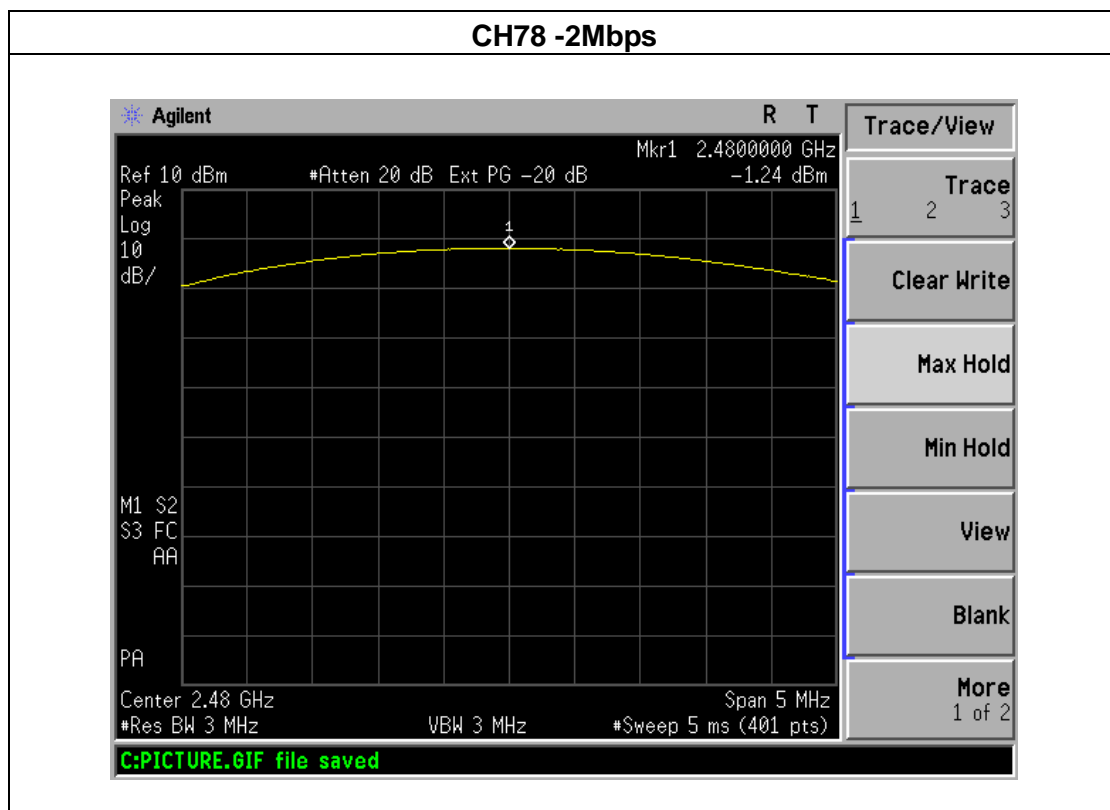 CH78 -2Mbps
Agilent R T
Trace/View
Mkr1 2.4800000 GHz
Ref 10 dBm #Atten 20 dB Ext PG -20 dB -1.24 dBm
Peak
Log
10
dB/
1
M1 S2
S3 FC
AA
PA
Center 2.48 GHz Span 5 MHz
#Res BW 3 MHz VBW 3 MHz #Sweep 5 ms (401 pts)
C:PICTURE.GIF file saved
Trace
1 2 3
Clear Write
Max Hold
Min Hold
View
Blank
More
1 of 2